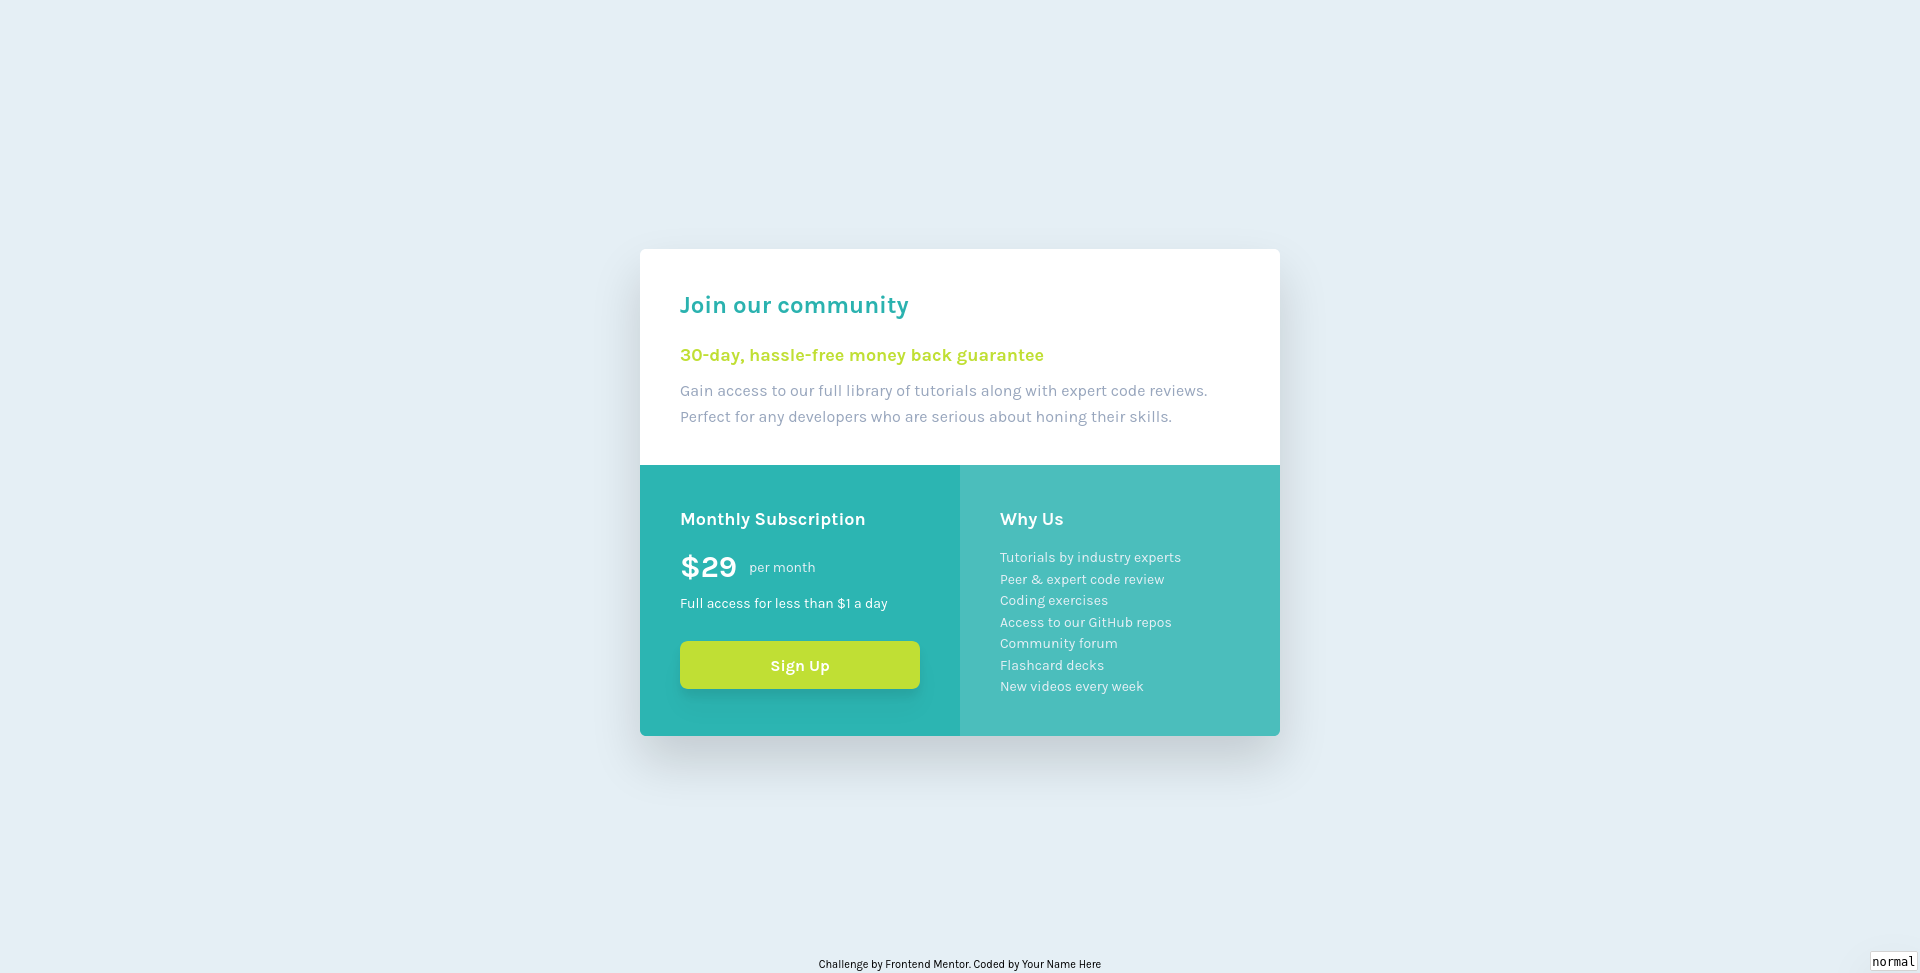 Join our community
30-day, hassle-free money back guarantee
Gain access to our full library of tutorials along with expert code reviews.
Perfect for any developers who are serious about honing their skills.
Monthly Subscription
$29 per month
Full access for less than $1 a day
Sign Up
Why Us
Tutorials by industry experts
Peer & expert code review
Coding exercises
Access to our GitHub repos
Community forum
Flashcard decks
New videos every week
Challenge by Frontend Mentor. Coded by Your Name Here
normal